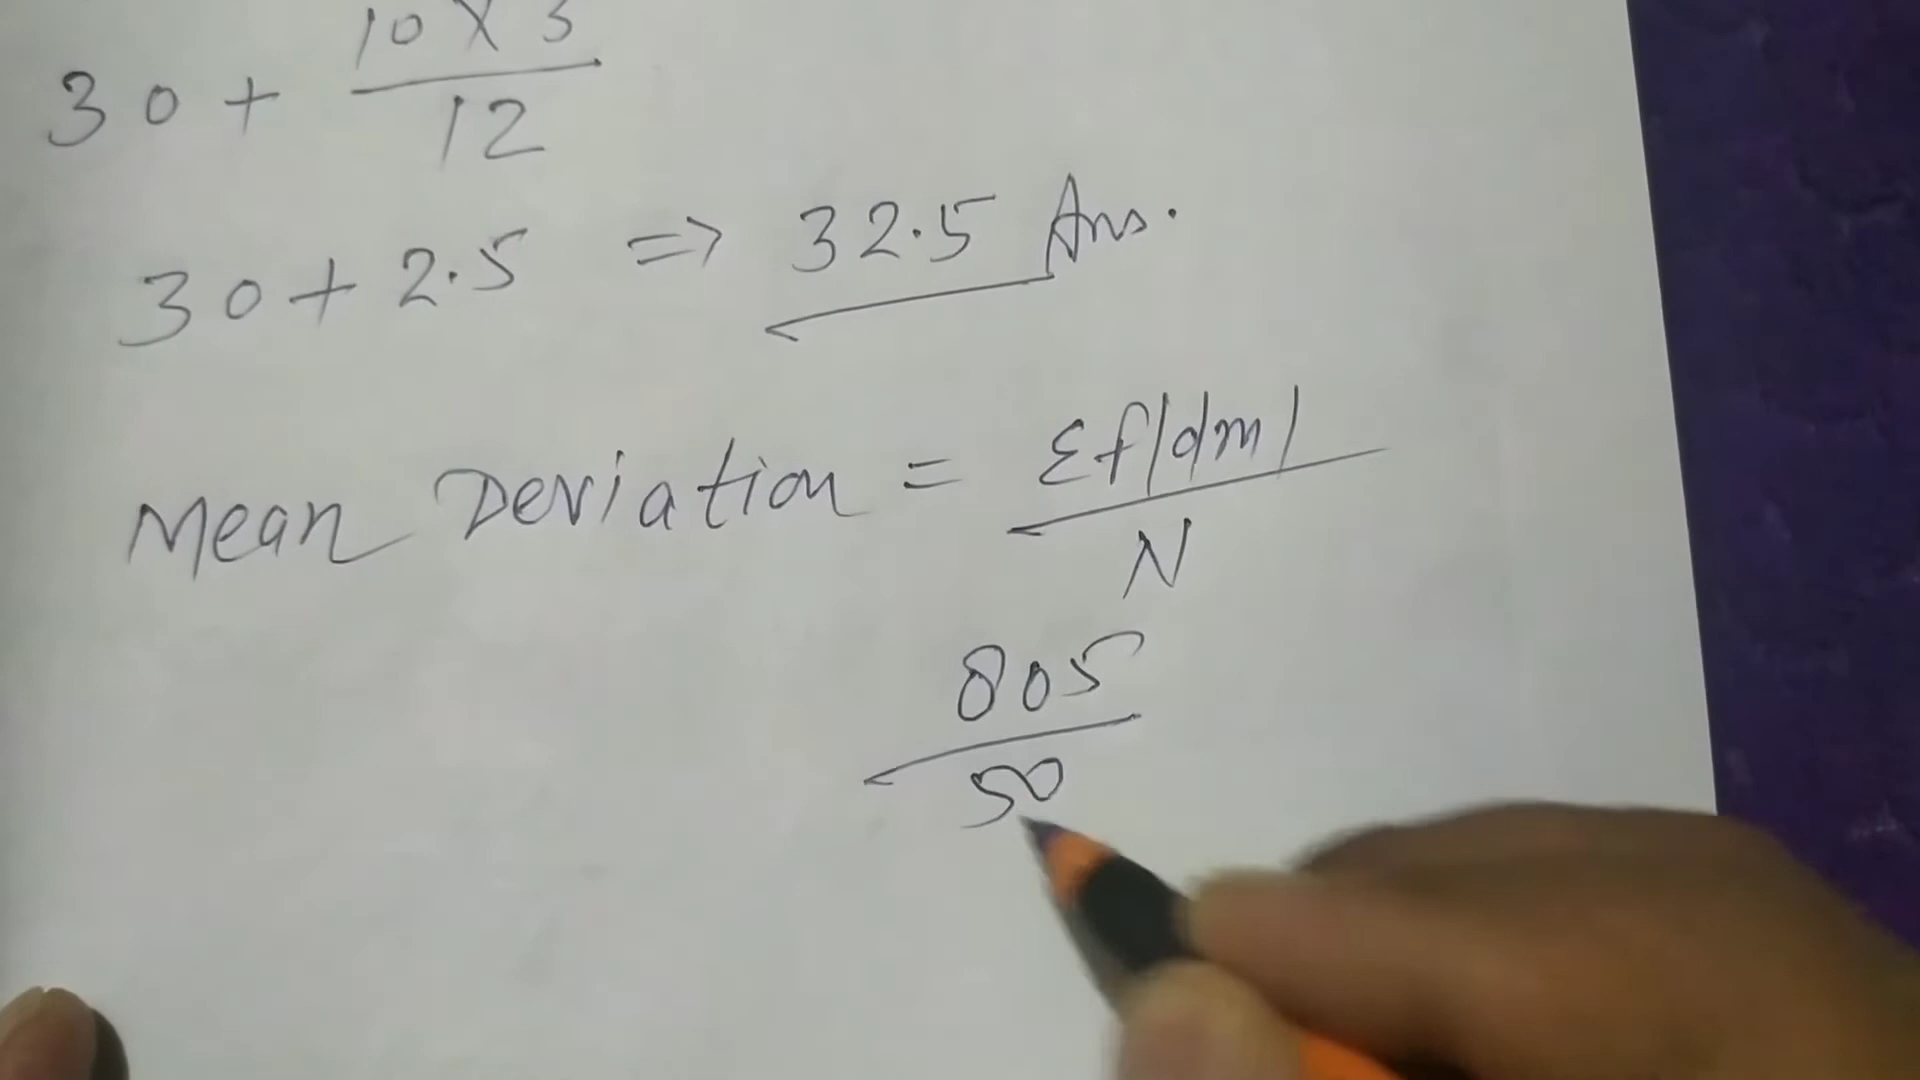 30 + 10 X 3 / 12
30 + 2.5 => 32.5 Ans.
Mean Deviation = Σf|dm| / N
805 / 50